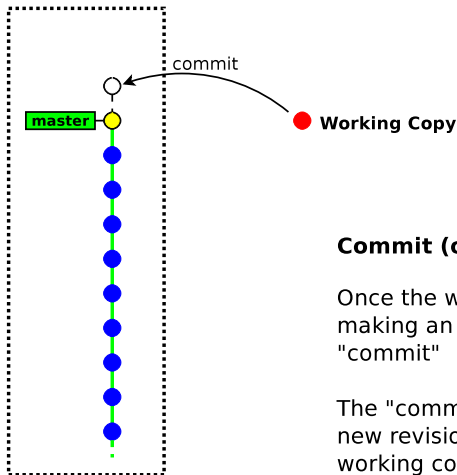 commit
master
Working Copy
Commit (
Once the w
making an
"commit"
The "comm
new revisio
working co